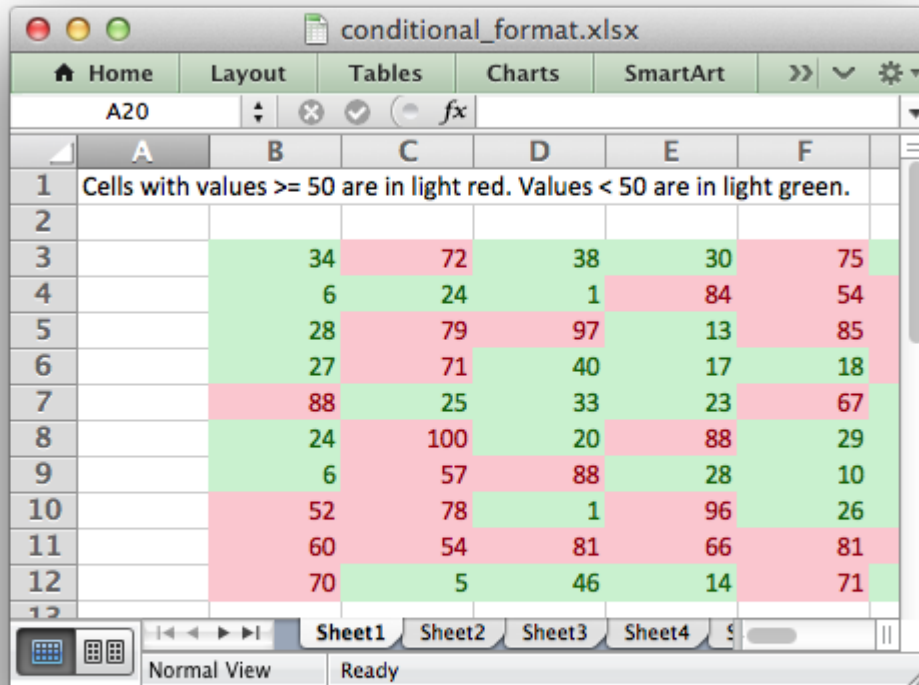 conditional_format.xlsx
Home Layout Tables Charts SmartArt
A20 fx
A B C D E F
1 Cells with values >= 50 are in light red. Values < 50 are in light green.
2
3 34 72 38 30 75
4 6 24 1 84 54
5 28 79 97 13 85
6 27 71 40 17 18
7 88 25 33 23 67
8 24 100 20 88 29
9 6 57 88 28 10
10 52 78 1 96 26
11 60 54 81 66 81
12 70 5 46 14 71
Sheet1 Sheet2 Sheet3 Sheet4
Normal View Ready